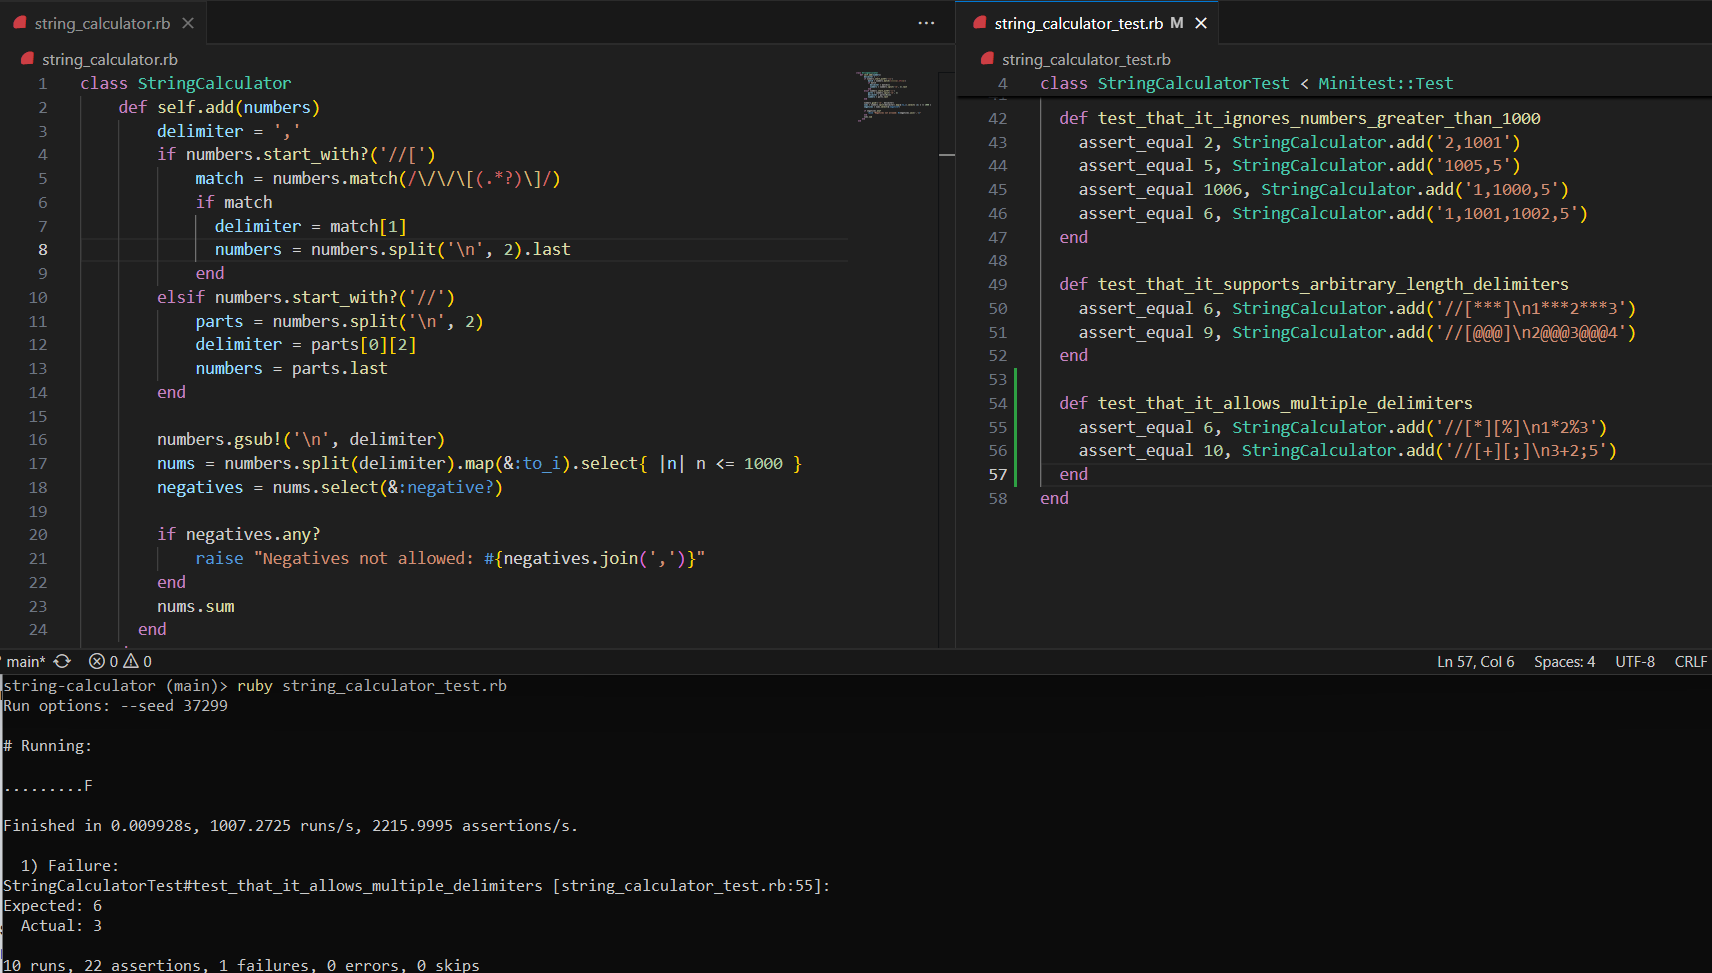 string_calculator.rb
string_calculator.rb
1 class StringCalculator
2 def self.add(numbers)
3 delimiter = ','
4 if numbers.start_with?('//[')
5 match = numbers.match(/\/\/\[(.*?)\]/)
6 if match
7 delimiter = match[1]
8 numbers = numbers.split('\n', 2).last
9 end
10 elsif numbers.start_with?('//')
11 parts = numbers.split('\n', 2)
12 delimiter = parts[0][2]
13 numbers = parts.last
14 end
15
16 numbers.gsub!('\n', delimiter)
17 nums = numbers.split(delimiter).map(&:to_i).select{ |n| n <= 1000 }
18 negatives = nums.select(&:negative?)
19
20 if negatives.any?
21 raise "Negatives not allowed: #{negatives.join(',')}"
22 end
23 nums.sum
24 end
string_calculator_test.rb M
string_calculator_test.rb
4 class StringCalculatorTest < Minitest::Test
42 def test_that_it_ignores_numbers_greater_than_1000
43 assert_equal 2, StringCalculator.add('2,1001')
44 assert_equal 5, StringCalculator.add('1005,5')
45 assert_equal 1006, StringCalculator.add('1,1000,5')
46 assert_equal 6, StringCalculator.add('1,1001,1002,5')
47 end
48
49 def test_that_it_supports_arbitrary_length_delimiters
50 assert_equal 6, StringCalculator.add('//[***]\n1***2***3')
51 assert_equal 9, StringCalculator.add('//[@@@]\n2@@@3@@@4')
52 end
53
54 def test_that_it_allows_multiple_delimiters
55 assert_equal 6, StringCalculator.add('//[*][%]\n1*2%3')
56 assert_equal 10, StringCalculator.add('//[+][;]\n3+2;5')
57 end
58 end
main* 0 0 Ln 57, Col 6 Spaces: 4 UTF-8 CRLF
string-calculator (main)> ruby string_calculator_test.rb
Run options: --seed 37299
# Running:
.........F
Finished in 0.009928s, 1007.2725 runs/s, 2215.9995 assertions/s.
1) Failure:
StringCalculatorTest#test_that_it_allows_multiple_delimiters [string_calculator_test.rb:55]:
Expected: 6
Actual: 3
10 runs, 22 assertions, 1 failures, 0 errors, 0 skips